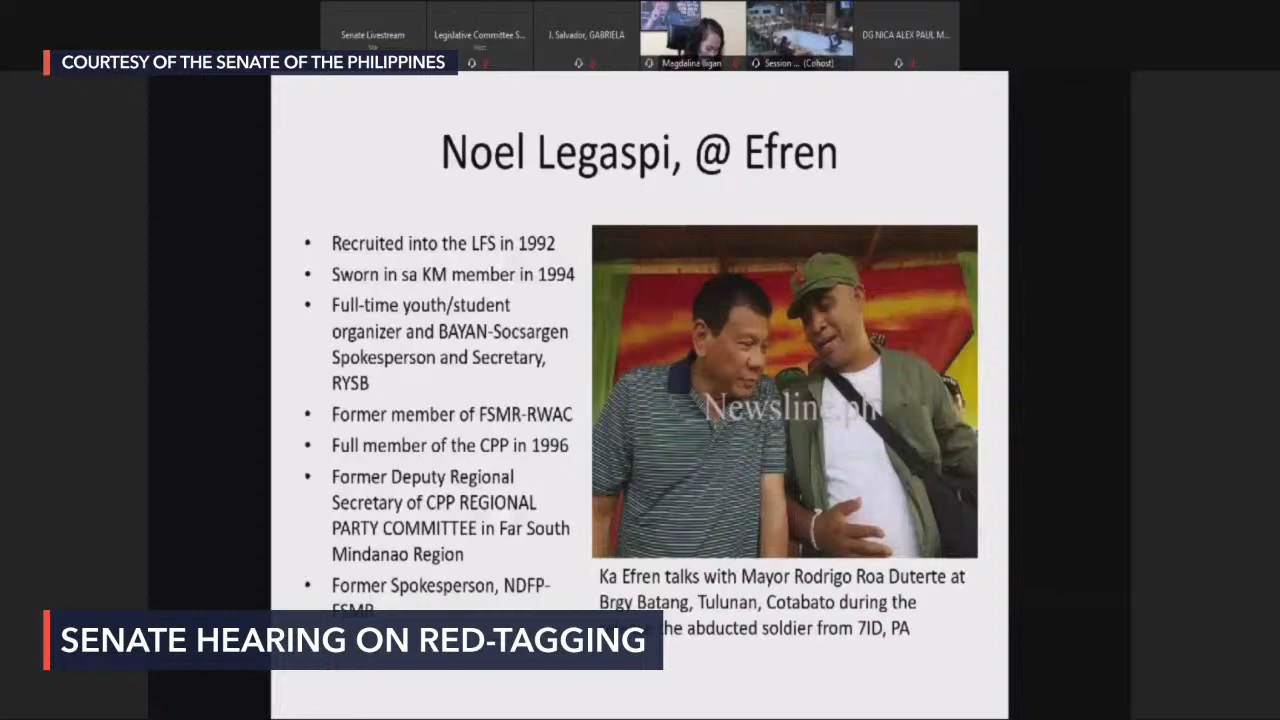 Senate Livestream
Legislative Committee S...
Host
J. Salvador, GABRIELA
Magdalina Iligan
Session ... (Cohost)
DG NICA ALEX PAUL M...
COURTESY OF THE SENATE OF THE PHILIPPINES
Noel Legaspi, @ Efren
• Recruited into the LFS in 1992
• Sworn in sa KM member in 1994
• Full-time youth/student
organizer and BAYAN-Socsargen
Spokesperson and Secretary,
RYSB
• Former member of FSMR-RWAC
• Full member of the CPP in 1996
• Former Deputy Regional
Secretary of CPP REGIONAL
PARTY COMMITTEE in Far South
Mindanao Region
• Former Spokesperson, NDFP-
FSMR
Newsline.ph
Ka Efren talks with Mayor Rodrigo Roa Duterte at
Brgy Batang, Tulunan, Cotabato during the
the abducted soldier from 7ID, PA
SENATE HEARING ON RED-TAGGING